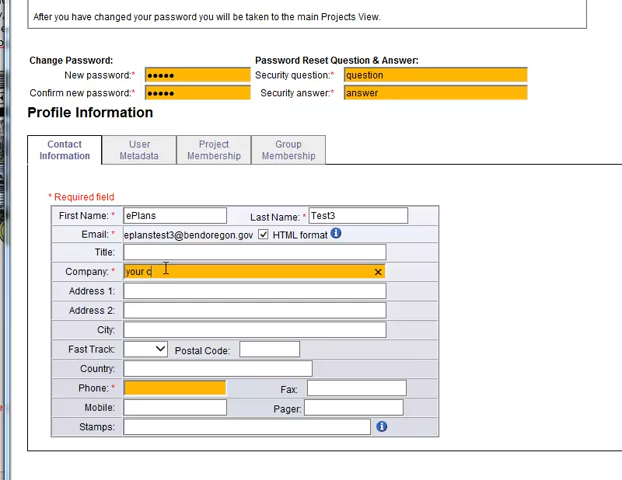 After you have changed your password you will be taken to the main Projects View.
Change Password: Password Reset Question & Answer:
New password:* ●●●●● Security question:* question
Confirm new password:* ●●●●● Security answer:* answer
Profile Information
Contact Information
User Metadata
Project Membership
Group Membership
* Required field
First Name: * ePlans Last Name: * Test3
Email: * eplanstest3@bendoregon.gov HTML format
Title:
Company: * your c
Address 1:
Address 2:
City:
Fast Track: Postal Code:
Country:
Phone: * Fax:
Mobile: Pager:
Stamps: